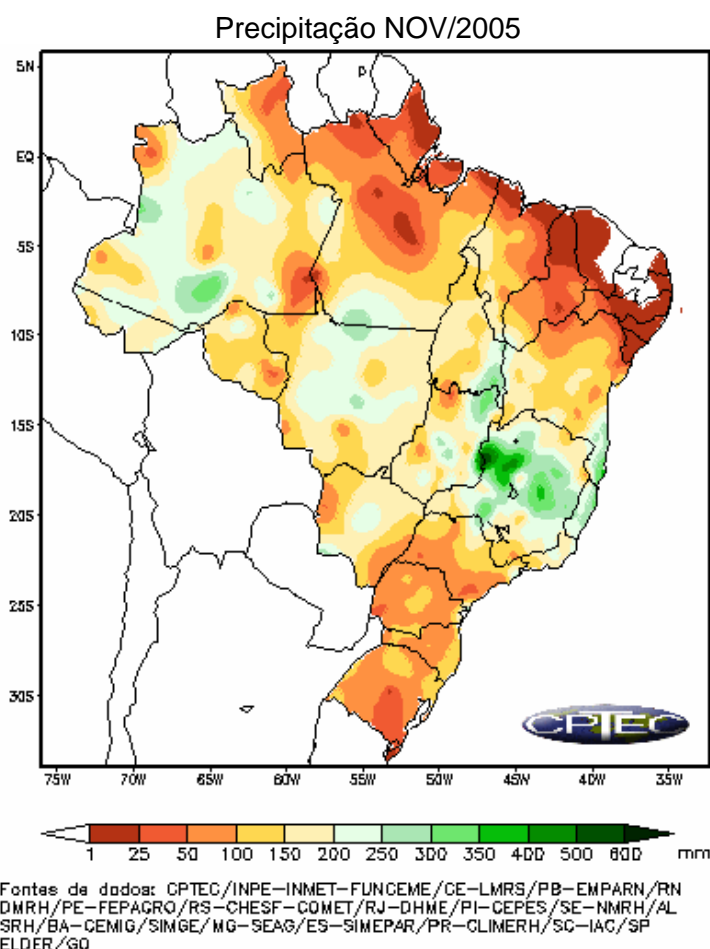 Precipitação NOV/2005
5N
EQ
5S
10S
15S
20S
25S
30S
CPTEC
75W 70W 65W 60W 55W 50W 45W 40W 35W
1 25 50 100 150 200 250 300 350 400 500 600 mm
Fontes de dados: CPTEC/INPE-INMET-FUNCEME/CE-LMRS/PB-EMPARN/RN
DMRH/PE-FEPAGRO/RS-CHESF-COMET/RJ-DHME/PI-CEPES/SE-NMRH/AL
SRH/BA-CEMIG/SIMGE/MG-SEAG/ES-SIMEPAR/PR-CLIMERH/SC-IAC/SP
ELDER/GO